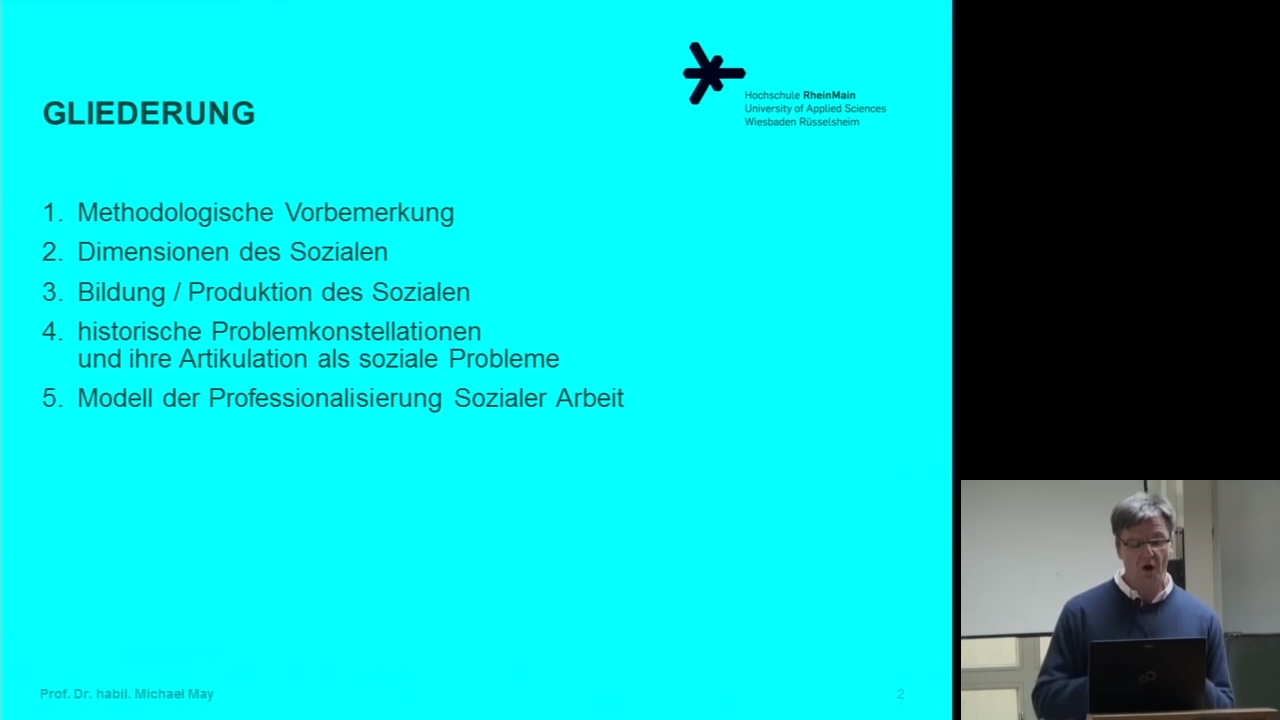 GLIEDERUNG
Hochschule RheinMain
University of Applied Sciences
Wiesbaden Rüsselsheim
1. Methodologische Vorbemerkung
2. Dimensionen des Sozialen
3. Bildung / Produktion des Sozialen
4. historische Problemkonstellationen
und ihre Artikulation als soziale Probleme
5. Modell der Professionalisierung Sozialer Arbeit
Prof. Dr. habil. Michael May
2